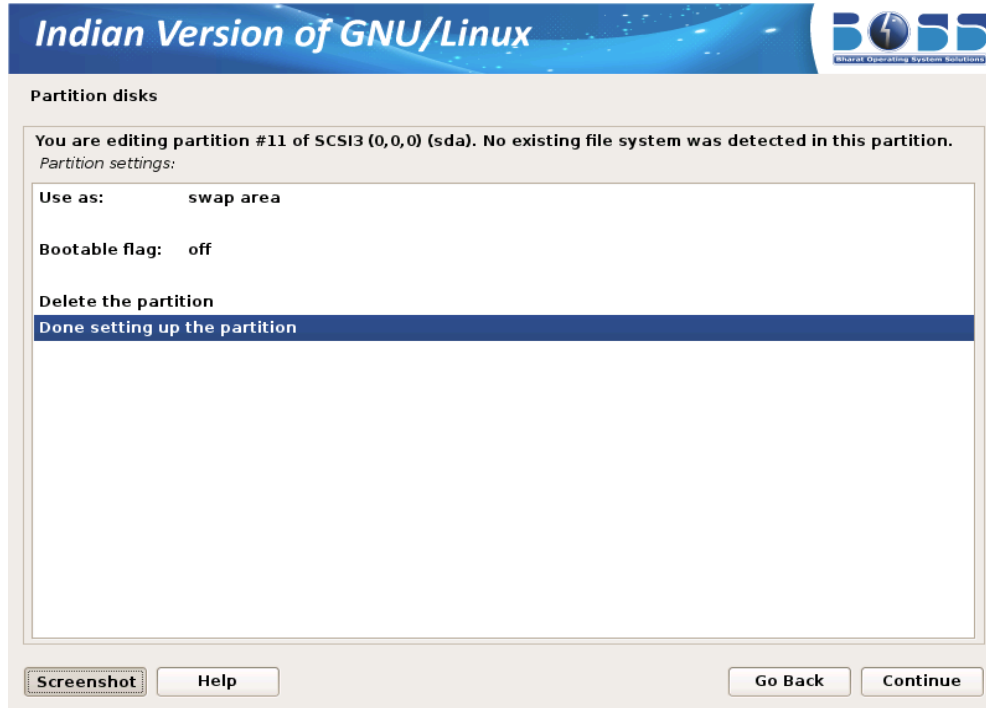 Indian Version of GNU/Linux
BOSS
Bharat Operating System Solutions
Partition disks
You are editing partition #11 of SCSI3 (0,0,0) (sda). No existing file system was detected in this partition.
Partition settings:
Use as: swap area
Bootable flag: off
Delete the partition
Done setting up the partition
Screenshot Help Go Back Continue